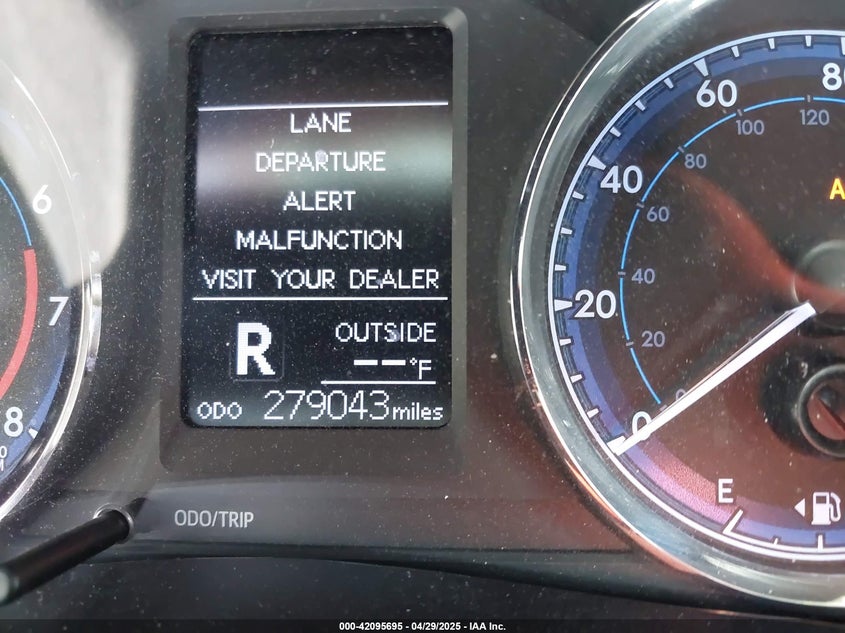 LANE
DEPARTURE
ALERT
MALFUNCTION
VISIT YOUR DEALER
R
OUTSIDE
--°F
ODO 279043 miles
ODO/TRIP
6
7
8
0
20
40
60
80
0
20
40
60
80
100
120
A
E
000-42095695 - 04/29/2025 - IAA Inc.